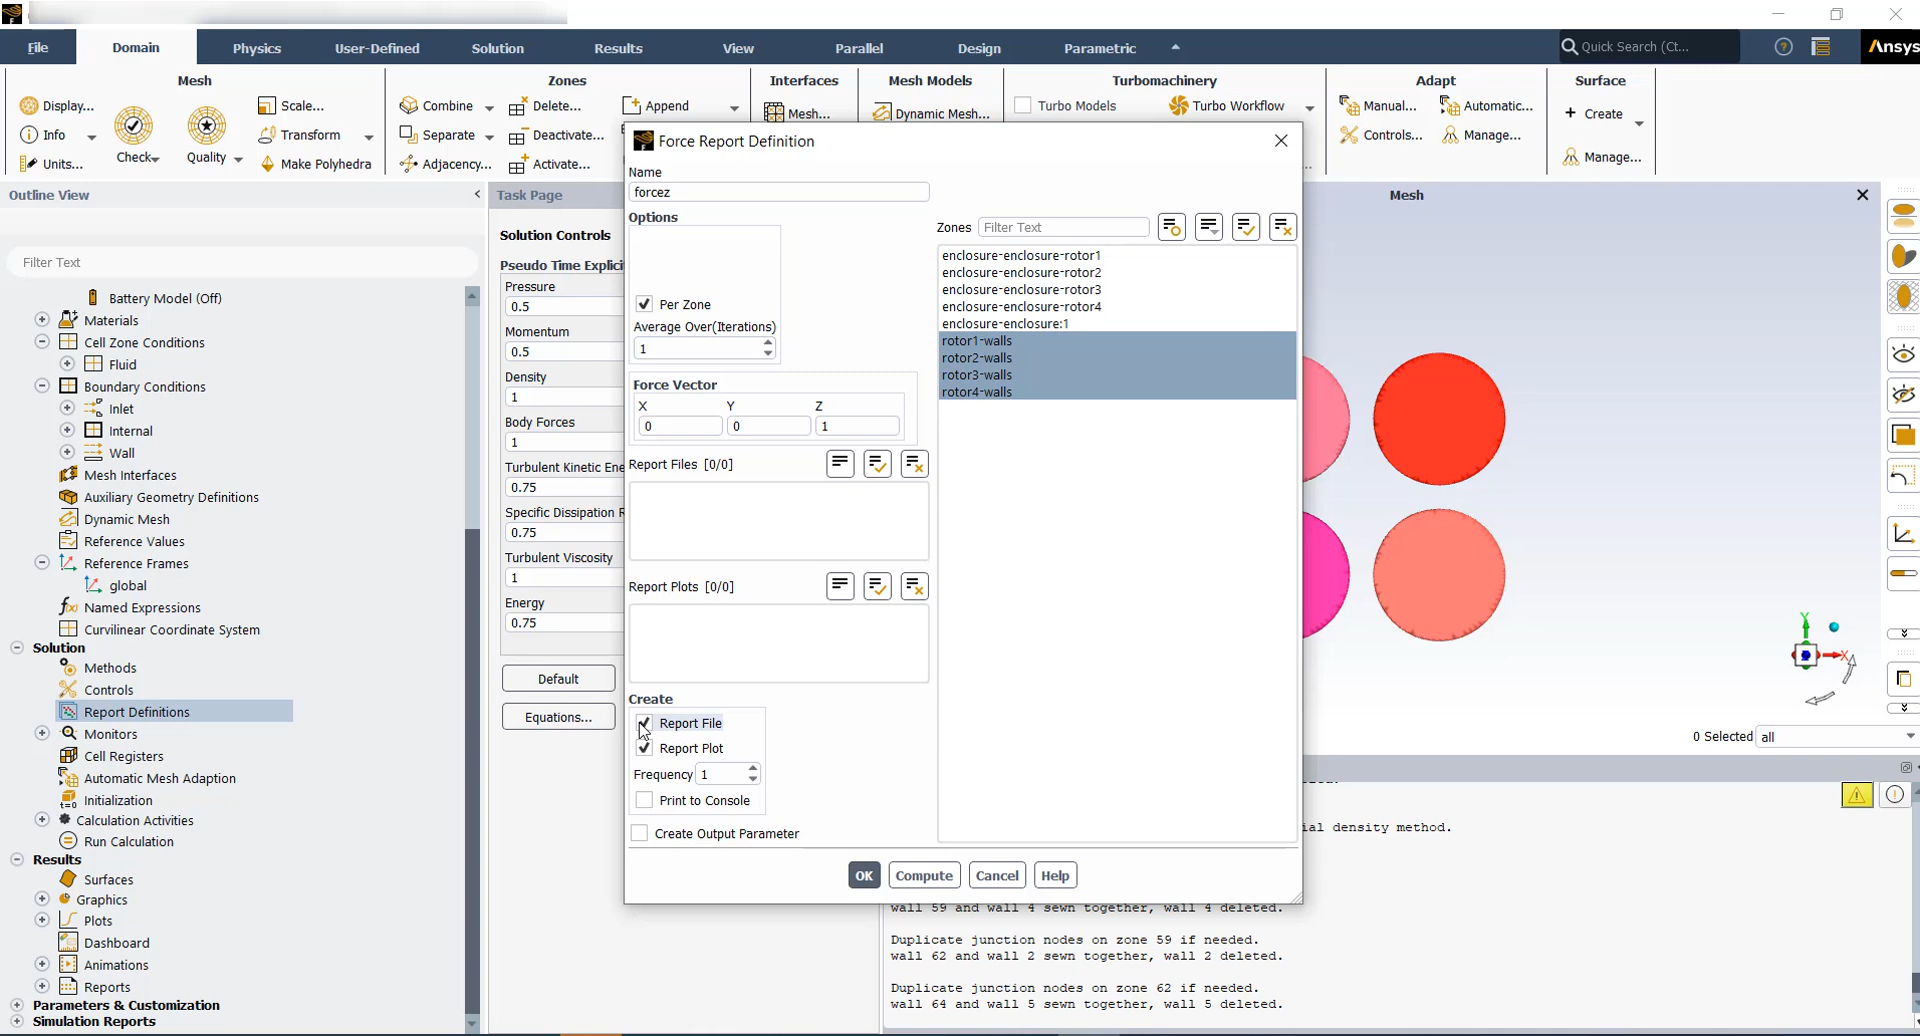 File
Domain
Physics
User-Defined
Solution
Results
View
Parallel
Design
Parametric
Quick Search (Ct...
Ansys
Mesh
Zones
Interfaces
Mesh Models
Turbomachinery
Adapt
Surface
Display...
Info
Units...
Check
Quality
Scale...
Transform
Make Polyhedra
Combine
Separate
Adjacency...
Delete...
Deactivate...
Activate...
Append
Mesh...
Dynamic Mesh...
Turbo Models
Turbo Workflow
Manual...
Controls...
Automatic...
Manage...
Create
Manage...
Outline View
Filter Text
Battery Model (Off)
Materials
Cell Zone Conditions
Fluid
Boundary Conditions
Inlet
Internal
Wall
Mesh Interfaces
Auxiliary Geometry Definitions
Dynamic Mesh
Reference Values
Reference Frames
global
Named Expressions
Curvilinear Coordinate System
Solution
Methods
Controls
Report Definitions
Monitors
Cell Registers
Automatic Mesh Adaption
Initialization
Calculation Activities
Run Calculation
Results
Surfaces
Graphics
Plots
Dashboard
Animations
Reports
Parameters & Customization
Simulation Reports
Task Page
Solution Controls
Pseudo Time Explici
Pressure
0.5
Momentum
0.5
Density
1
Body Forces
1
Turbulent Kinetic Ene
0.75
Specific Dissipation R
0.75
Turbulent Viscosity
1
Energy
0.75
Default
Equations...
Force Report Definition
Name
forcez
Options
Per Zone
Average Over(Iterations)
1
Force Vector
X Y Z
0 0 1
Report Files [0/0]
Report Plots [0/0]
Create
Report File
Report Plot
Frequency 1
Print to Console
Create Output Parameter
Zones Filter Text
enclosure-enclosure-rotor1
enclosure-enclosure-rotor2
enclosure-enclosure-rotor3
enclosure-enclosure-rotor4
enclosure-enclosure:1
rotor1-walls
rotor2-walls
rotor3-walls
rotor4-walls
OK Compute Cancel Help
Mesh
Y
X
0 Selected all
ial density method.
wall 59 and wall 4 sewn together, wall 4 deleted.
Duplicate junction nodes on zone 59 if needed.
wall 62 and wall 2 sewn together, wall 2 deleted.
Duplicate junction nodes on zone 62 if needed.
wall 64 and wall 5 sewn together, wall 5 deleted.